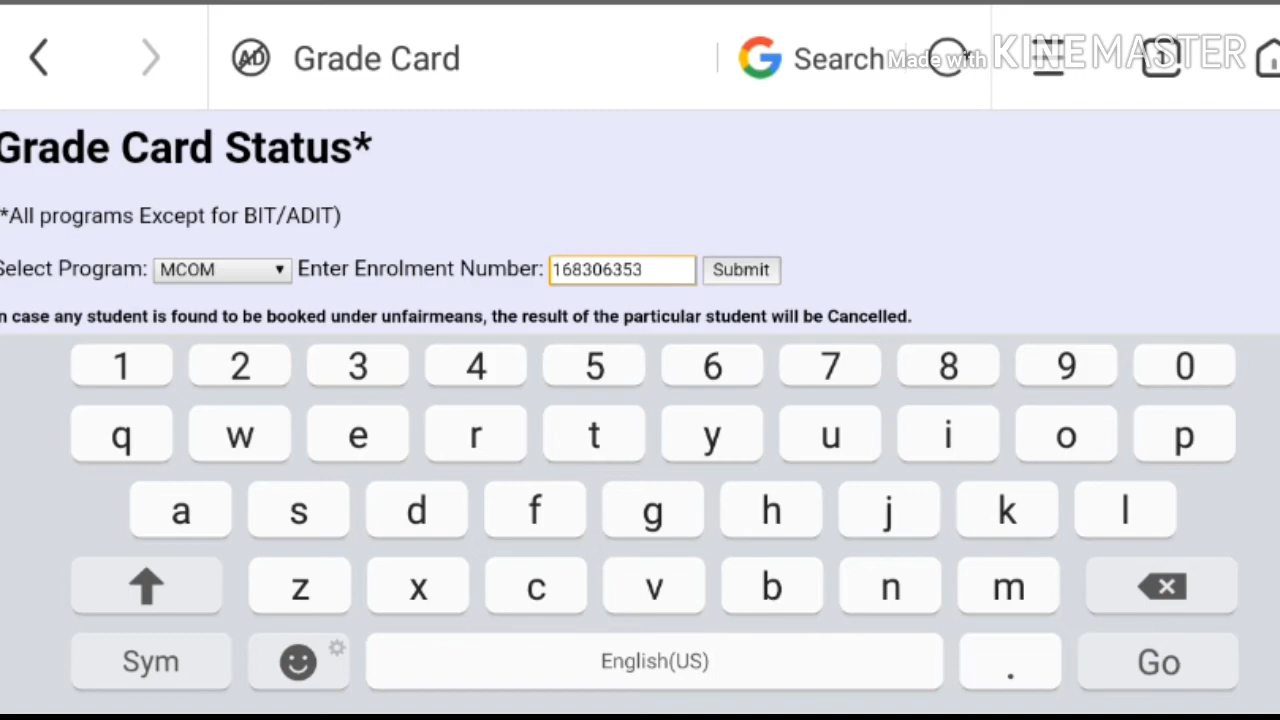 Grade Card
Search
Made with KINEMASTER
Grade Card Status*
*All programs Except for BIT/ADIT)
Select Program: MCOM Enter Enrolment Number: 168306353 Submit
n case any student is found to be booked under unfairmeans, the result of the particular student will be Cancelled.
1 2 3 4 5 6 7 8 9 0
q w e r t y u i o p
a s d f g h j k l
z x c v b n m
Sym English(US) . Go